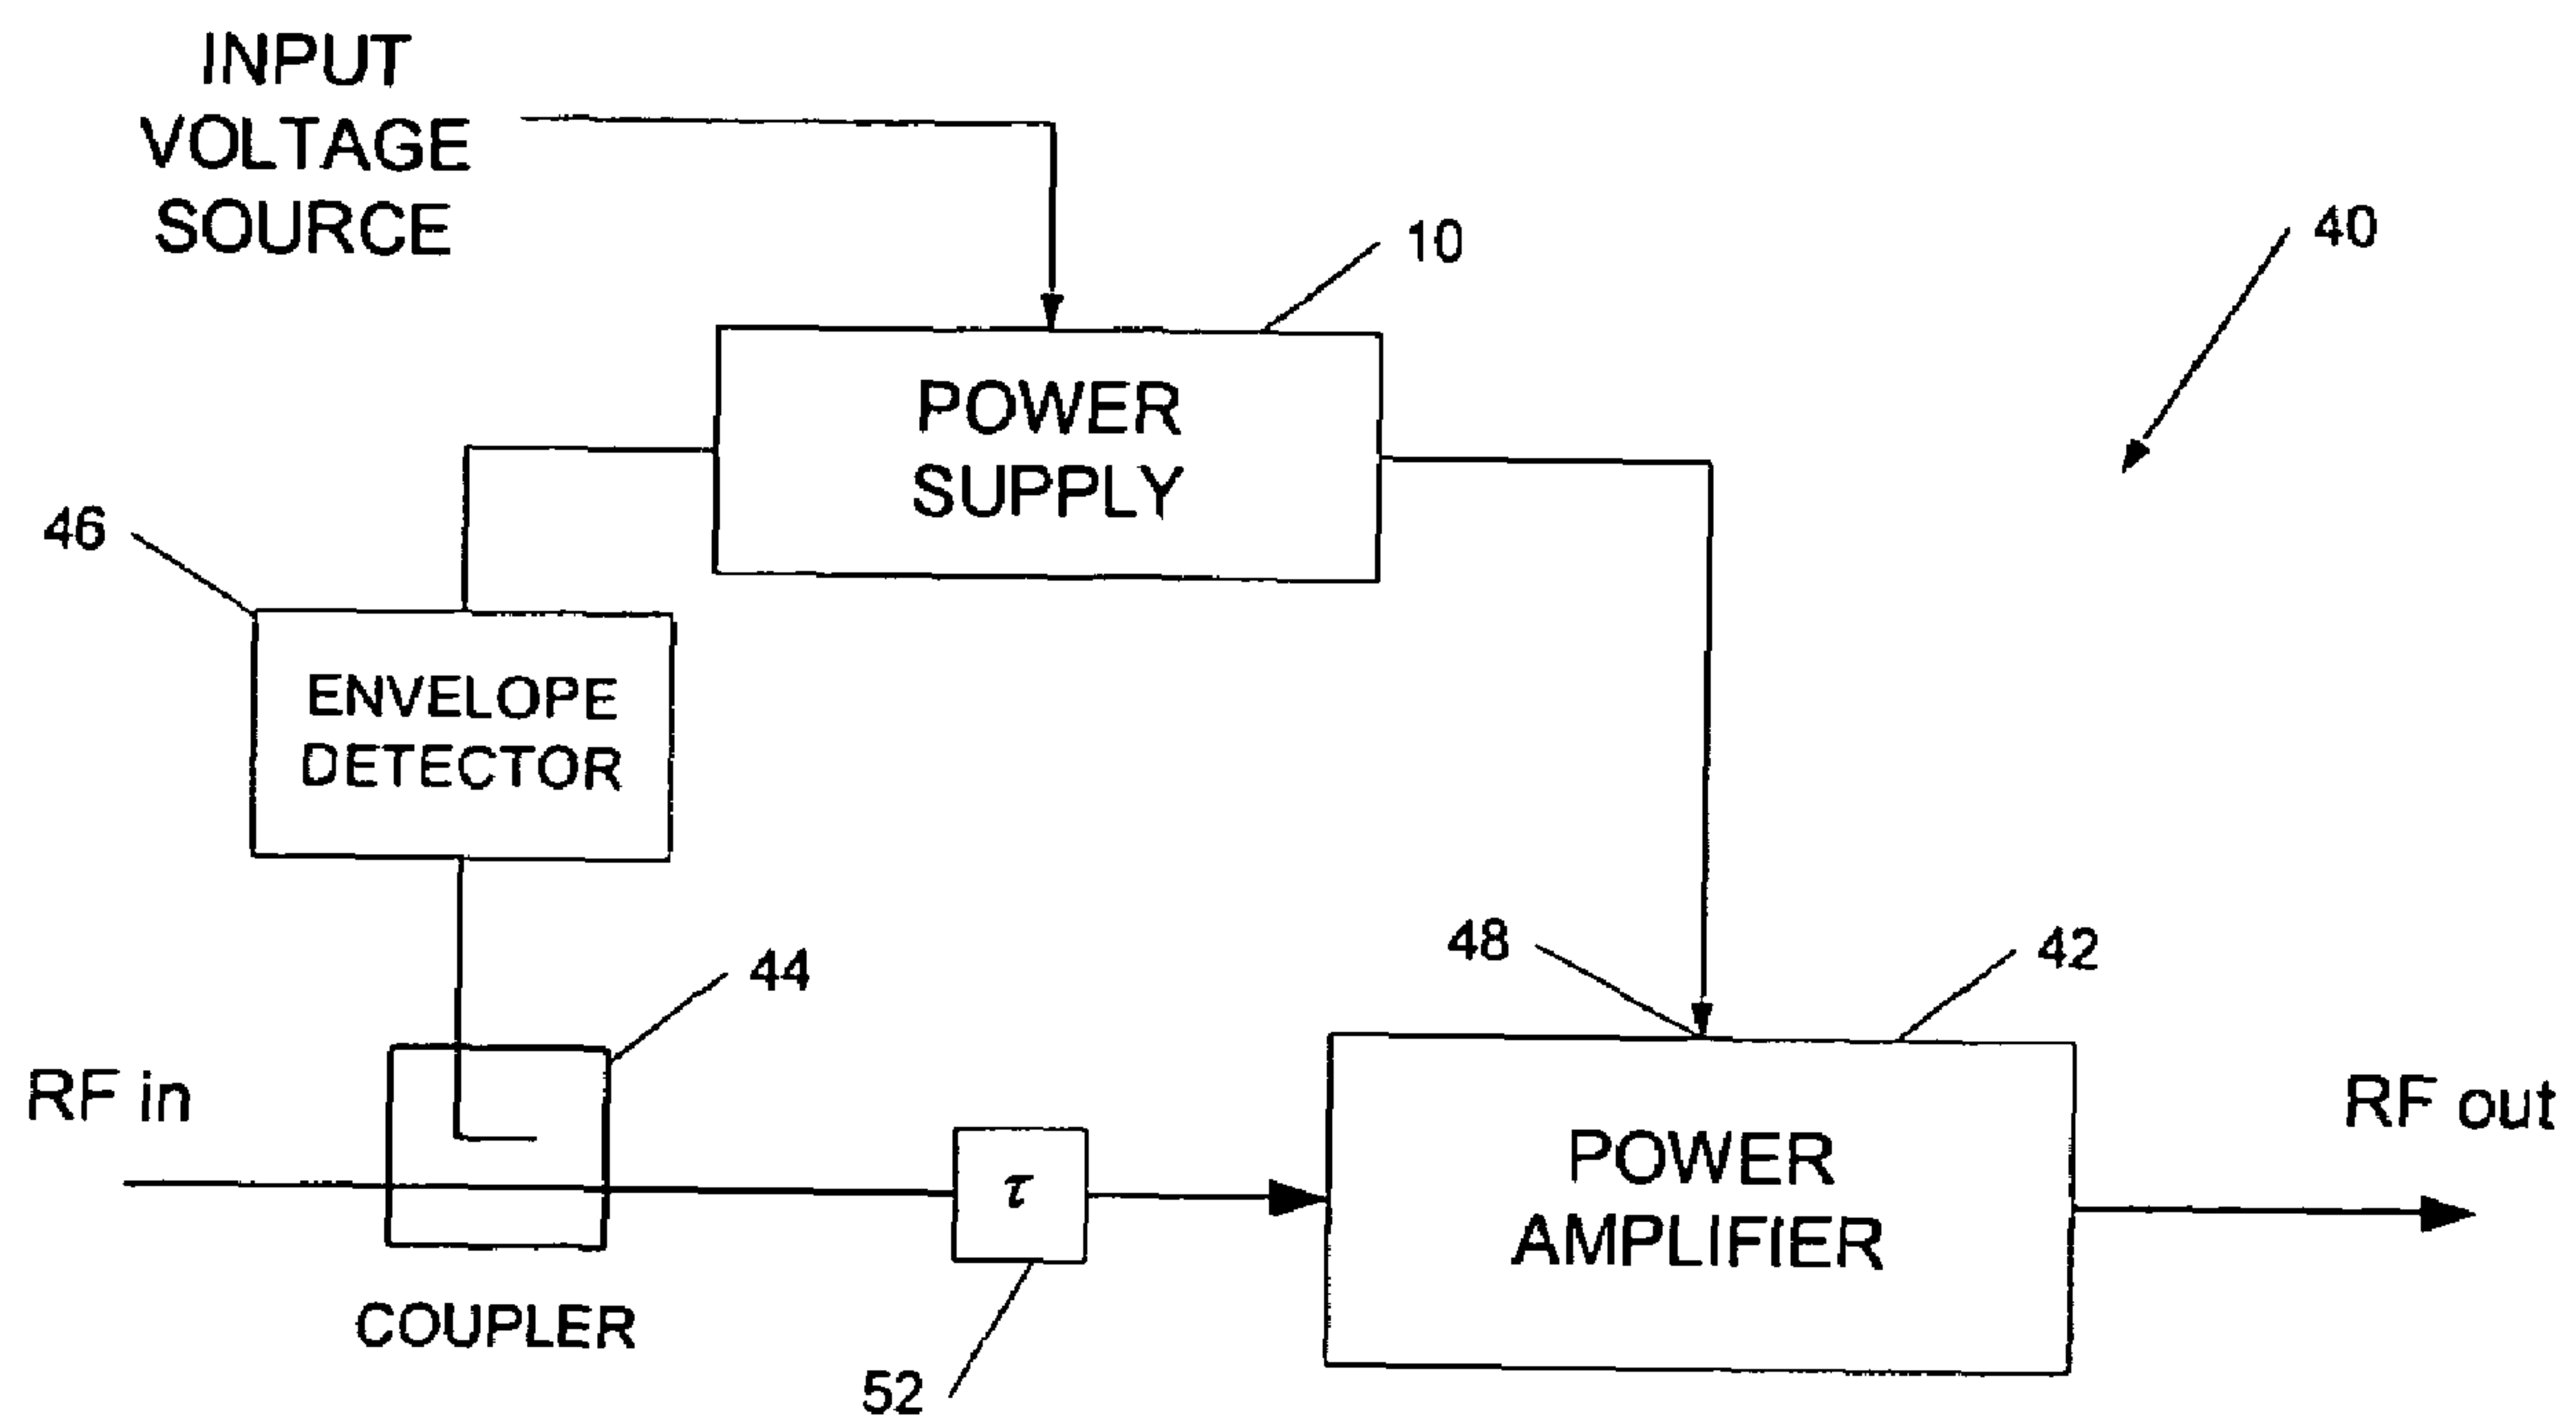 INPUT
VOLTAGE
SOURCE
10
40
POWER
SUPPLY
46
ENVELOPE
DETECTOR
44
48
42
RF in
RF out
τ
POWER
AMPLIFIER
COUPLER
52